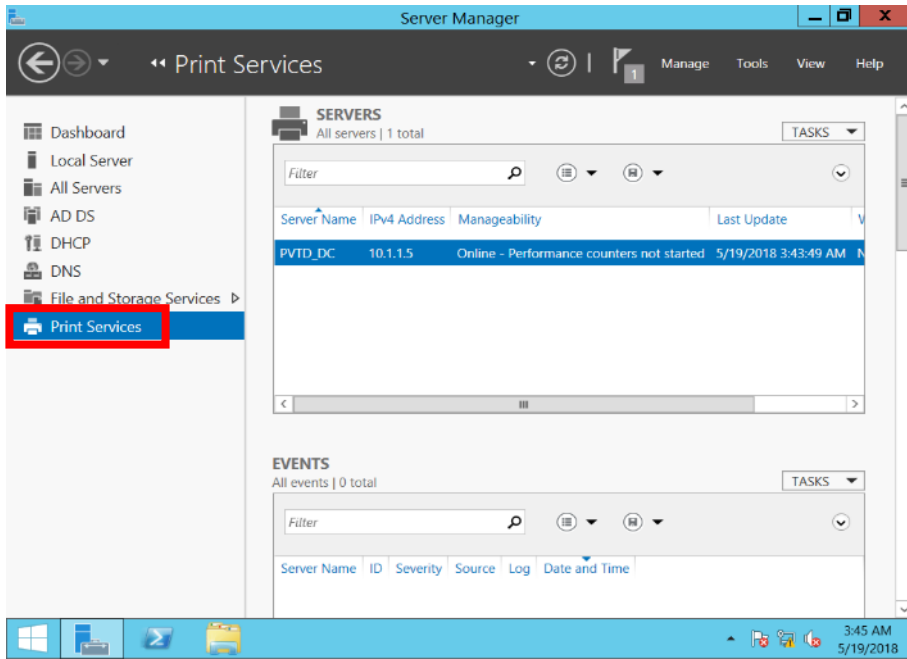 Server Manager
Print Services
1
Manage Tools View Help
Dashboard
Local Server
All Servers
AD DS
DHCP
DNS
File and Storage Services
Print Services
SERVERS
All servers | 1 total
TASKS
Filter
Server Name IPv4 Address Manageability Last Update
PVTD_DC 10.1.1.5 Online - Performance counters not started 5/19/2018 3:43:49 AM N
EVENTS
All events | 0 total
TASKS
Filter
Server Name ID Severity Source Log Date and Time
3:45 AM
5/19/2018